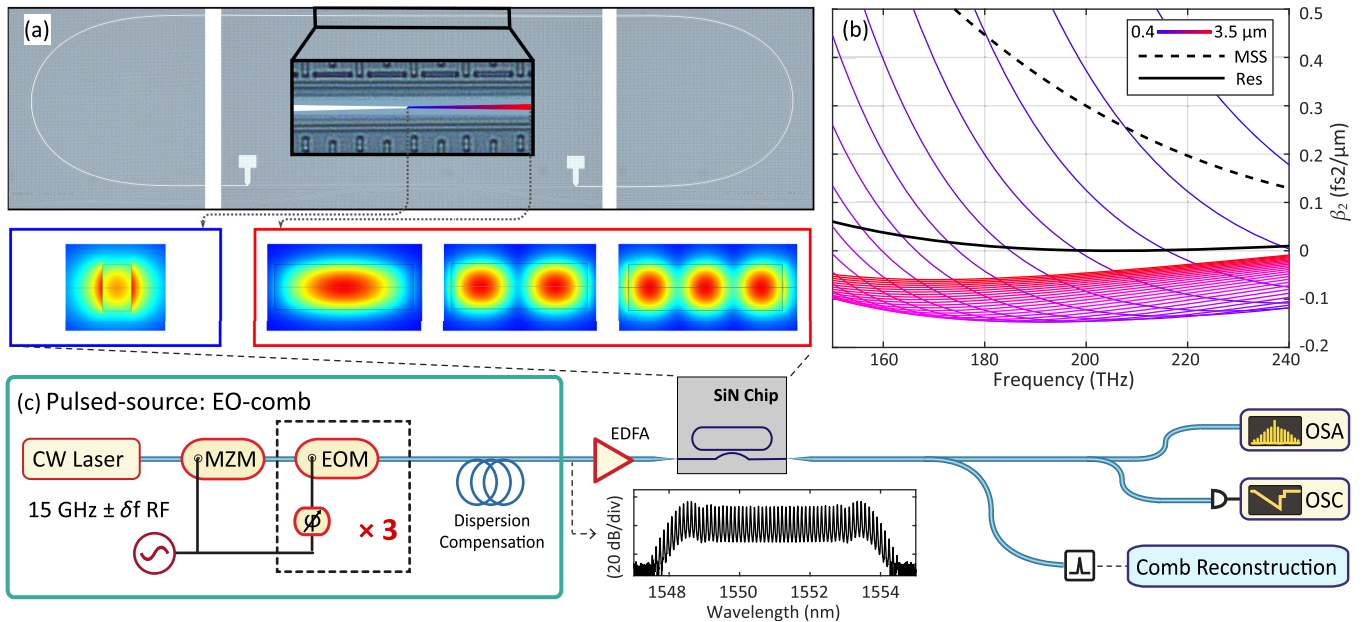 (a)
(b)
0.4 3.5 μm
MSS
Res
0.5
0.4
0.3
0.2
0.1
0
-0.1
-0.2
β2 (fs2/μm)
160 180 200 220 240
Frequency (THz)
(c) Pulsed-source: EO-comb
CW Laser
MZM
EOM
15 GHz ± δf RF
φ
× 3
Dispersion
Compensation
EDFA
SiN Chip
(20 dB/div)
1548 1550 1552 1554
Wavelength (nm)
OSA
OSC
Comb Reconstruction